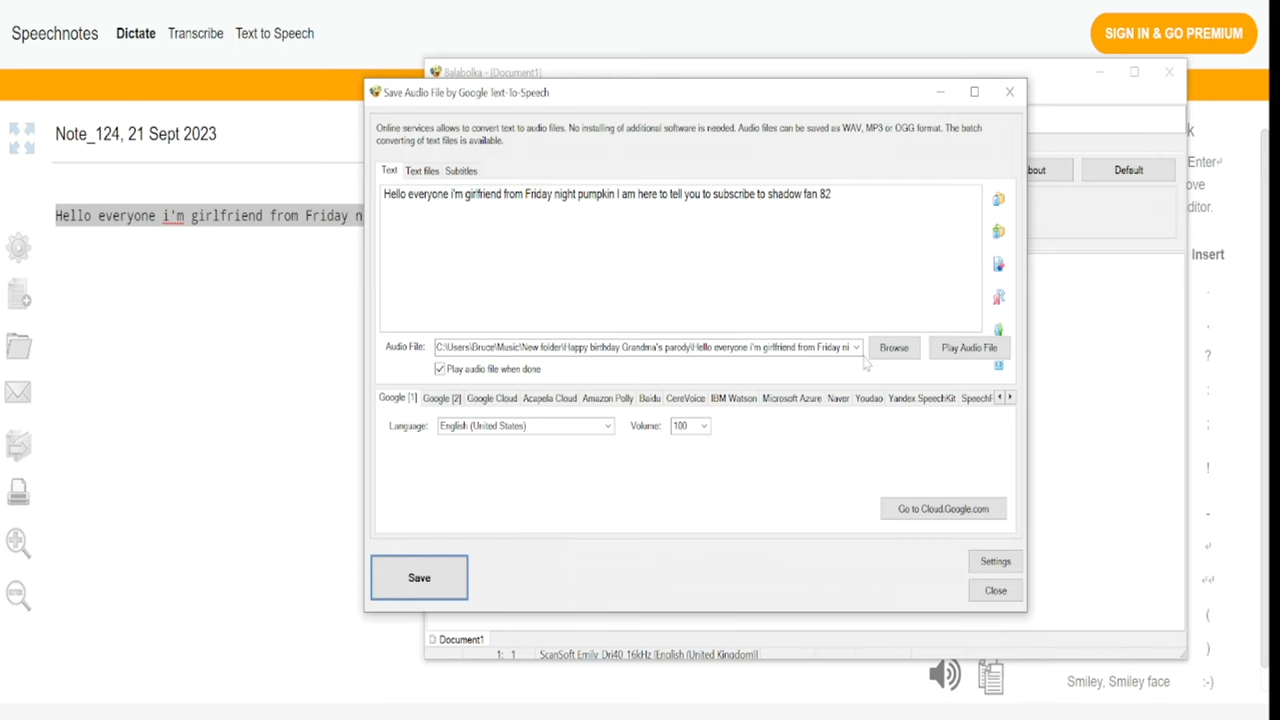 Speechnotes Dictate Transcribe Text to Speech SIGN IN & GO PREMIUM
Balabolka - [Document1]
Save Audio File by Google Text-To-Speech
Online services allows to convert text to audio files. No installing of additional software is needed. Audio files can be saved as WAV, MP3 or OGG format. The batch
converting of text files is available.
Note_124, 21 Sept 2023
k
Text Text files Subtitles
bout Default
Enter↵
ove
ditor.
Hello everyone i'm girlfriend from Friday night pumpkin I am here to tell you to subscribe to shadow fan 82
Hello everyone i'm girlfriend from Friday n
Insert
.
,
?
:
;
!
-
↵
↵↵
(
)
Audio File: C:\Users\Bruce\Music\New folder\Happy birthday Grandma's parody\Hello everyone i'm girlfriend from Friday ni Browse Play Audio File
Play audio file when done
Google [1] Google [2] Google Cloud Acapela Cloud Amazon Polly Baidu CereVoice IBM Watson Microsoft Azure Naver Youdao Yandex SpeechKit SpeechF
Language: English (United States) Volume: 100
Go to Cloud.Google.com
Settings
Save
Close
Document1
1: 1 ScanSoft Emily_Dri40_16kHz [English (United Kingdom)]
Smiley, Smiley face :-)